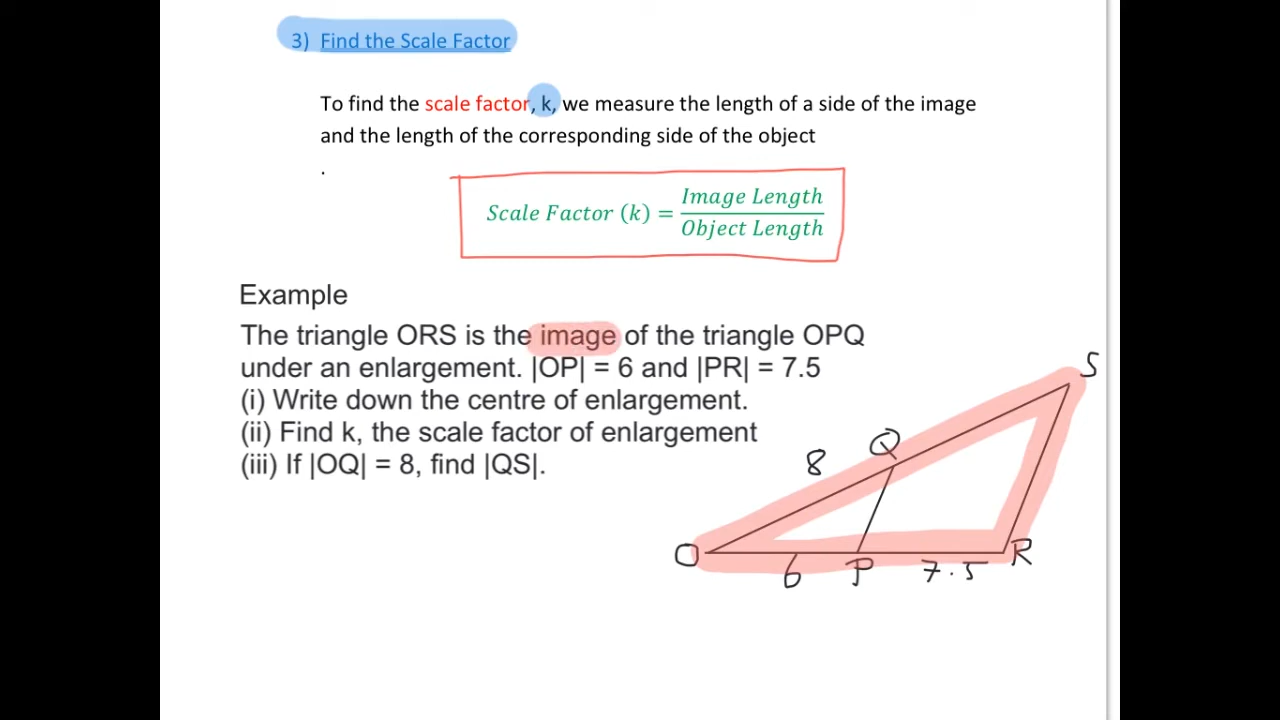 3) Find the Scale Factor
To find the scale factor, k, we measure the length of a side of the image
and the length of the corresponding side of the object
.
Scale Factor (k) = Image Length / Object Length
Example
The triangle ORS is the image of the triangle OPQ
under an enlargement. |OP| = 6 and |PR| = 7.5
(i) Write down the centre of enlargement.
(ii) Find k, the scale factor of enlargement
(iii) If |OQ| = 8, find |QS|.
S
Q
8
O
R
6
P
7.5